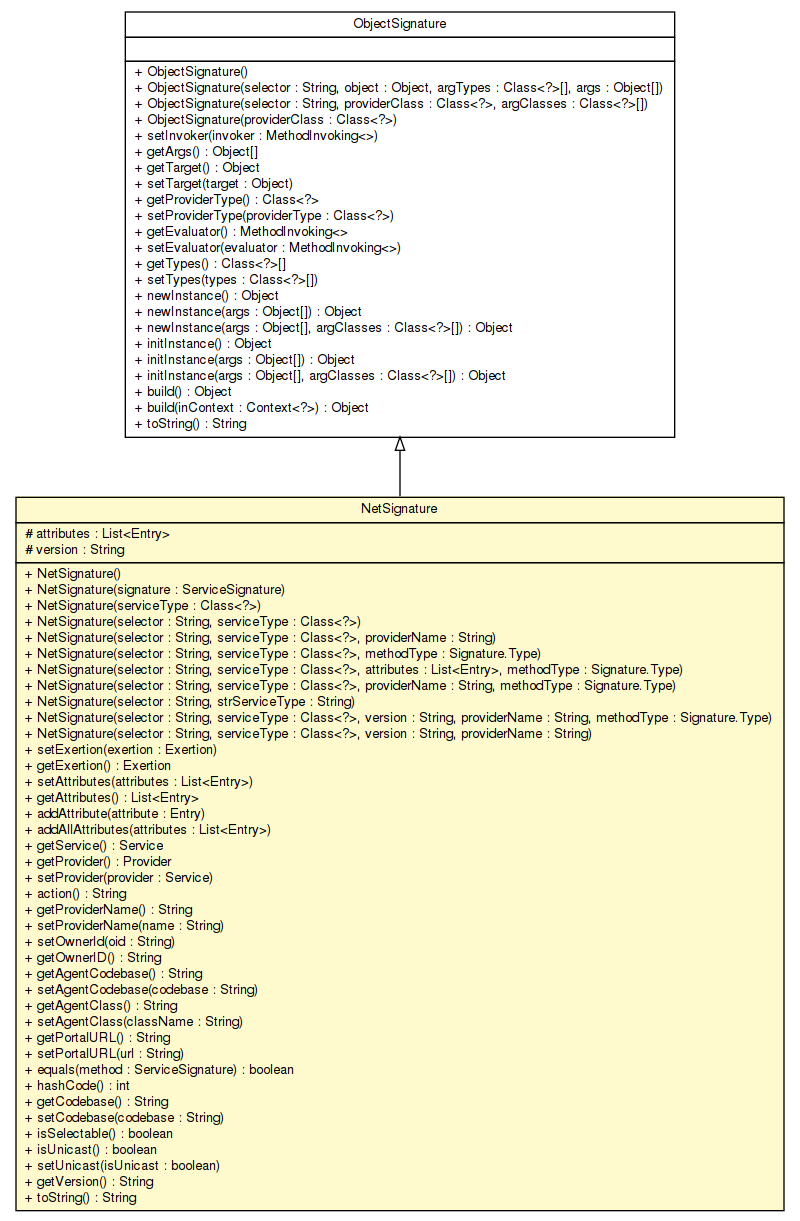 ObjectSignature
+ ObjectSignature()
+ ObjectSignature(selector : String, object : Object, argTypes : Class<?>[], args : Object[])
+ ObjectSignature(selector : String, providerClass : Class<?>, argClasses : Class<?>[])
+ ObjectSignature(providerClass : Class<?>)
+ setInvoker(invoker : MethodInvoking<>)
+ getArgs() : Object[]
+ getTarget() : Object
+ setTarget(target : Object)
+ getProviderType() : Class<?>
+ setProviderType(providerType : Class<?>)
+ getEvaluator() : MethodInvoking<>
+ setEvaluator(evaluator : MethodInvoking<>)
+ getTypes() : Class<?>[]
+ setTypes(types : Class<?>[])
+ newInstance() : Object
+ newInstance(args : Object[]) : Object
+ newInstance(args : Object[], argClasses : Class<?>[]) : Object
+ initInstance() : Object
+ initInstance(args : Object[]) : Object
+ initInstance(args : Object[], argClasses : Class<?>[]) : Object
+ build() : Object
+ build(inContext : Context<?>) : Object
+ toString() : String
NetSignature
# attributes : List<Entry>
# version : String
+ NetSignature()
+ NetSignature(signature : ServiceSignature)
+ NetSignature(serviceType : Class<?>)
+ NetSignature(selector : String, serviceType : Class<?>)
+ NetSignature(selector : String, serviceType : Class<?>, providerName : String)
+ NetSignature(selector : String, serviceType : Class<?>, methodType : Signature.Type)
+ NetSignature(selector : String, serviceType : Class<?>, attributes : List<Entry>, methodType : Signature.Type)
+ NetSignature(selector : String, serviceType : Class<?>, providerName : String, methodType : Signature.Type)
+ NetSignature(selector : String, strServiceType : String)
+ NetSignature(selector : String, serviceType : Class<?>, version : String, providerName : String, methodType : Signature.Type)
+ NetSignature(selector : String, serviceType : Class<?>, version : String, providerName : String)
+ setExertion(exertion : Exertion)
+ getExertion() : Exertion
+ setAttributes(attributes : List<Entry>)
+ getAttributes() : List<Entry>
+ addAttribute(attribute : Entry)
+ addAllAttributes(attributes : List<Entry>)
+ getService() : Service
+ getProvider() : Provider
+ setProvider(provider : Service)
+ action() : String
+ getProviderName() : String
+ setProviderName(name : String)
+ setOwnerId(oid : String)
+ getOwnerID() : String
+ getAgentCodebase() : String
+ setAgentCodebase(codebase : String)
+ getAgentClass() : String
+ setAgentClass(className : String)
+ getPortalURL() : String
+ setPortalURL(url : String)
+ equals(method : ServiceSignature) : boolean
+ hashCode() : int
+ getCodebase() : String
+ setCodebase(codebase : String)
+ isSelectable() : boolean
+ isUnicast() : boolean
+ setUnicast(isUnicast : boolean)
+ getVersion() : String
+ toString() : String